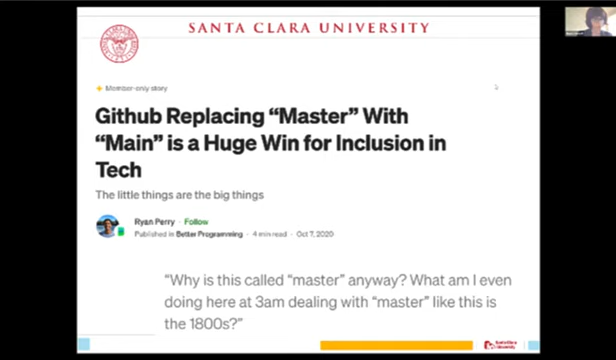 SANTA CLARA UNIVERSITY
Member-only story
Github Replacing “Master” With
“Main” is a Huge Win for Inclusion in
Tech
The little things are the big things
Ryan Perry · Follow
Published in Better Programming · 4 min read · Oct 7, 2020
“Why is this called “master” anyway? What am I even
doing here at 3am dealing with “master” like this is
the 1800s?”
Santa Clara
University